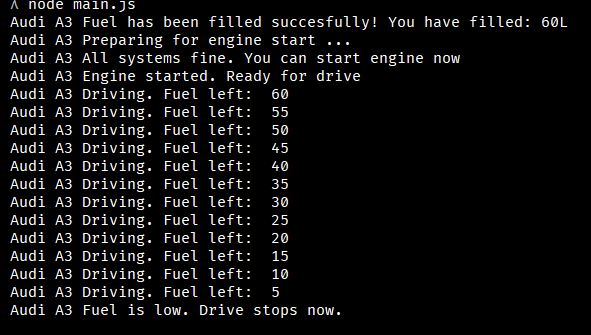 λ node main.js
Audi A3 Fuel has been filled succesfully! You have filled: 60L
Audi A3 Preparing for engine start ...
Audi A3 All systems fine. You can start engine now
Audi A3 Engine started. Ready for drive
Audi A3 Driving. Fuel left:  60
Audi A3 Driving. Fuel left:  55
Audi A3 Driving. Fuel left:  50
Audi A3 Driving. Fuel left:  45
Audi A3 Driving. Fuel left:  40
Audi A3 Driving. Fuel left:  35
Audi A3 Driving. Fuel left:  30
Audi A3 Driving. Fuel left:  25
Audi A3 Driving. Fuel left:  20
Audi A3 Driving. Fuel left:  15
Audi A3 Driving. Fuel left:  10
Audi A3 Driving. Fuel left:  5
Audi A3 Fuel is low. Drive stops now.